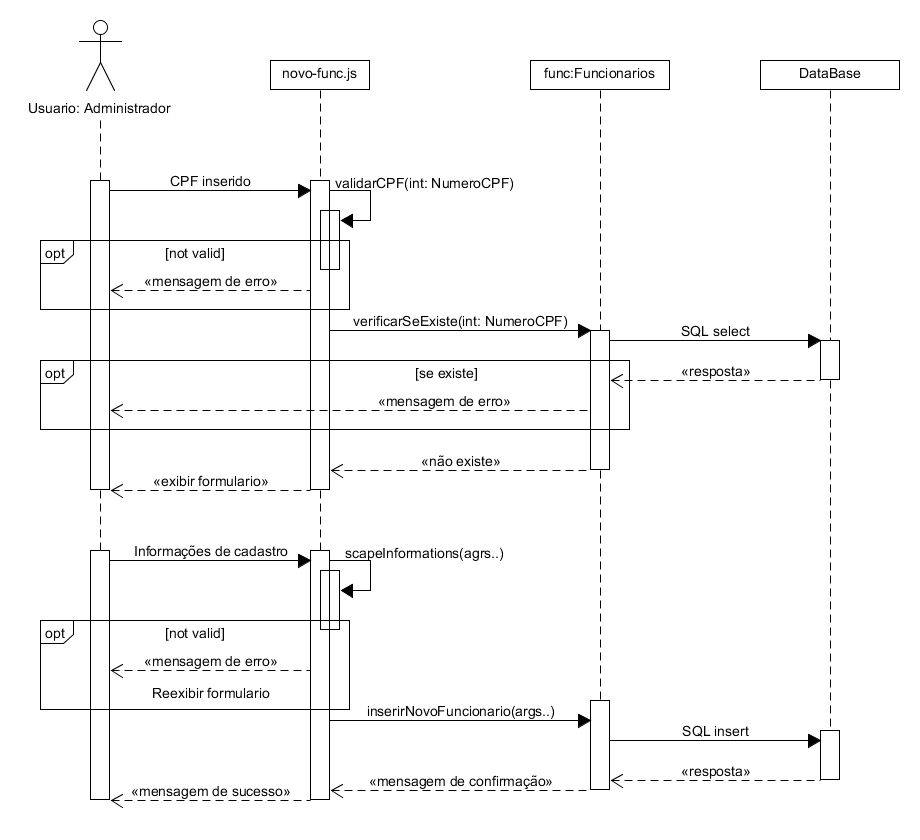 novo-func.js
func:Funcionarios
DataBase
Usuario: Administrador
CPF inserido
validarCPF(int: NumeroCPF)
opt
[not valid]
«mensagem de erro»
verificarSeExiste(int: NumeroCPF)
SQL select
opt
[se existe]
«resposta»
«mensagem de erro»
«não existe»
«exibir formulario»
Informações de cadastro
scapeInformations(agrs..)
opt
[not valid]
«mensagem de erro»
Reexibir formulario
inserirNovoFuncionario(args..)
SQL insert
«resposta»
«mensagem de confirmação»
«mensagem de sucesso»